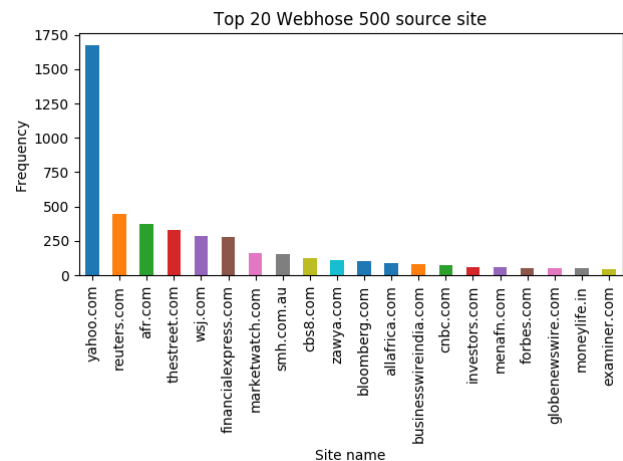 Top 20 Webhose 500 source site
1750
1500
1250
1000
750
500
250
0
Frequency
yahoo.com
reuters.com
afr.com
thestreet.com
wsj.com
financialexpress.com
marketwatch.com
smh.com.au
cbs8.com
zawya.com
bloomberg.com
allafrica.com
businesswireindia.com
cnbc.com
investors.com
menafn.com
forbes.com
globenewswire.com
moneylife.in
examiner.com
Site name